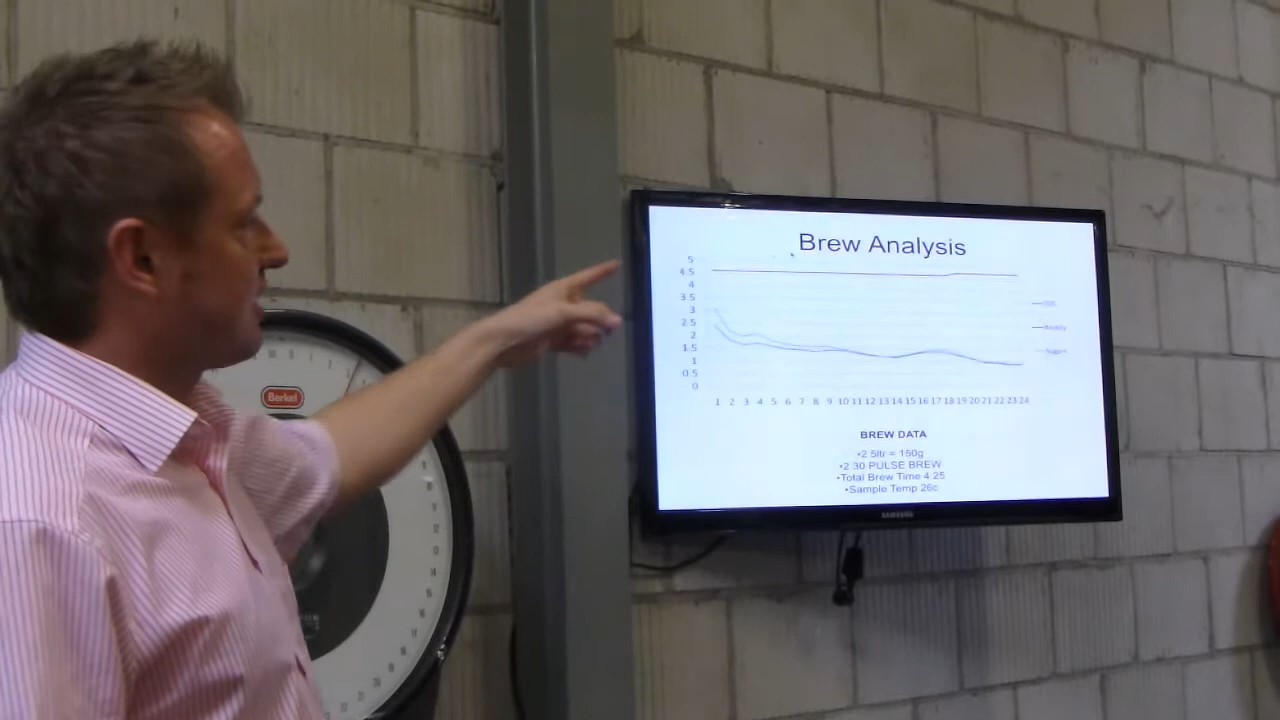 Brew Analysis
5
4.5
4
3.5
3
2.5
2
1.5
1
0.5
0
1 2 3 4 5 6 7 8 9 10 11 12 13 14 15 16 17 18 19 20 21 22 23 24
Acidity
Sugars
BREW DATA
•2 5ltr = 150g
•2 30 PULSE BREW
•Total Brew Time 4.25
•Sample Temp 26c
SAMSUNG
Berkel